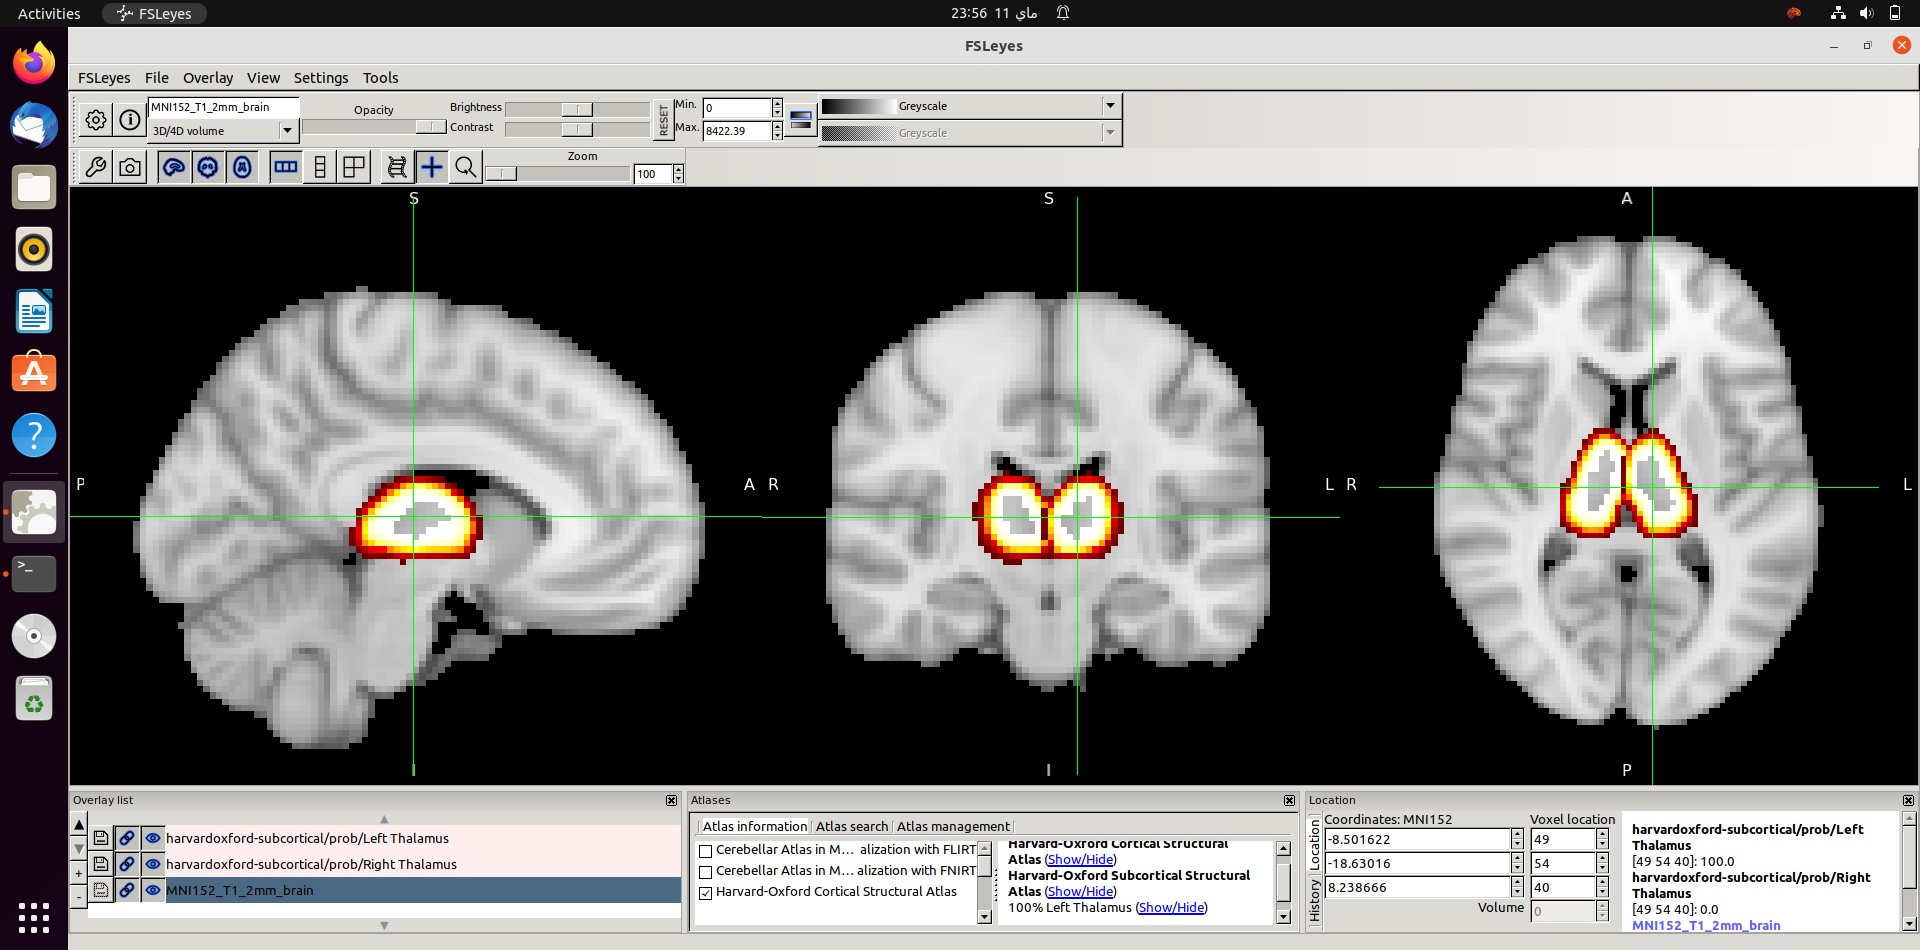 Activities
FSLeyes
23:56 11 ماي
FSLeyes
FSLeyes File Overlay View Settings Tools
MNI152_T1_2mm_brain
3D/4D volume
Opacity
Brightness
Contrast
RESET
Min.
0
Max.
8422.39
Greyscale
Greyscale
Zoom
100
S
S
A
P
A
R
L
R
L
I
I
P
Overlay list
harvardoxford-subcortical/prob/Left Thalamus
harvardoxford-subcortical/prob/Right Thalamus
MNI152_T1_2mm_brain
+
-
Atlases
Atlas information
Atlas search
Atlas management
Cerebellar Atlas in M... alization with FLIRT
Cerebellar Atlas in M... alization with FNIRT
Harvard-Oxford Cortical Structural Atlas
Harvard-Oxford Cortical Structural
Atlas (Show/Hide)
Harvard-Oxford Subcortical Structural
Atlas (Show/Hide)
100% Left Thalamus (Show/Hide)
Location
Location
History
Coordinates: MNI152
-8.501622
-18.63016
8.238666
Voxel location
49
54
40
Volume
0
harvardoxford-subcortical/prob/Left
Thalamus
[49 54 40]: 100.0
harvardoxford-subcortical/prob/Right
Thalamus
[49 54 40]: 0.0
MNI152_T1_2mm_brain